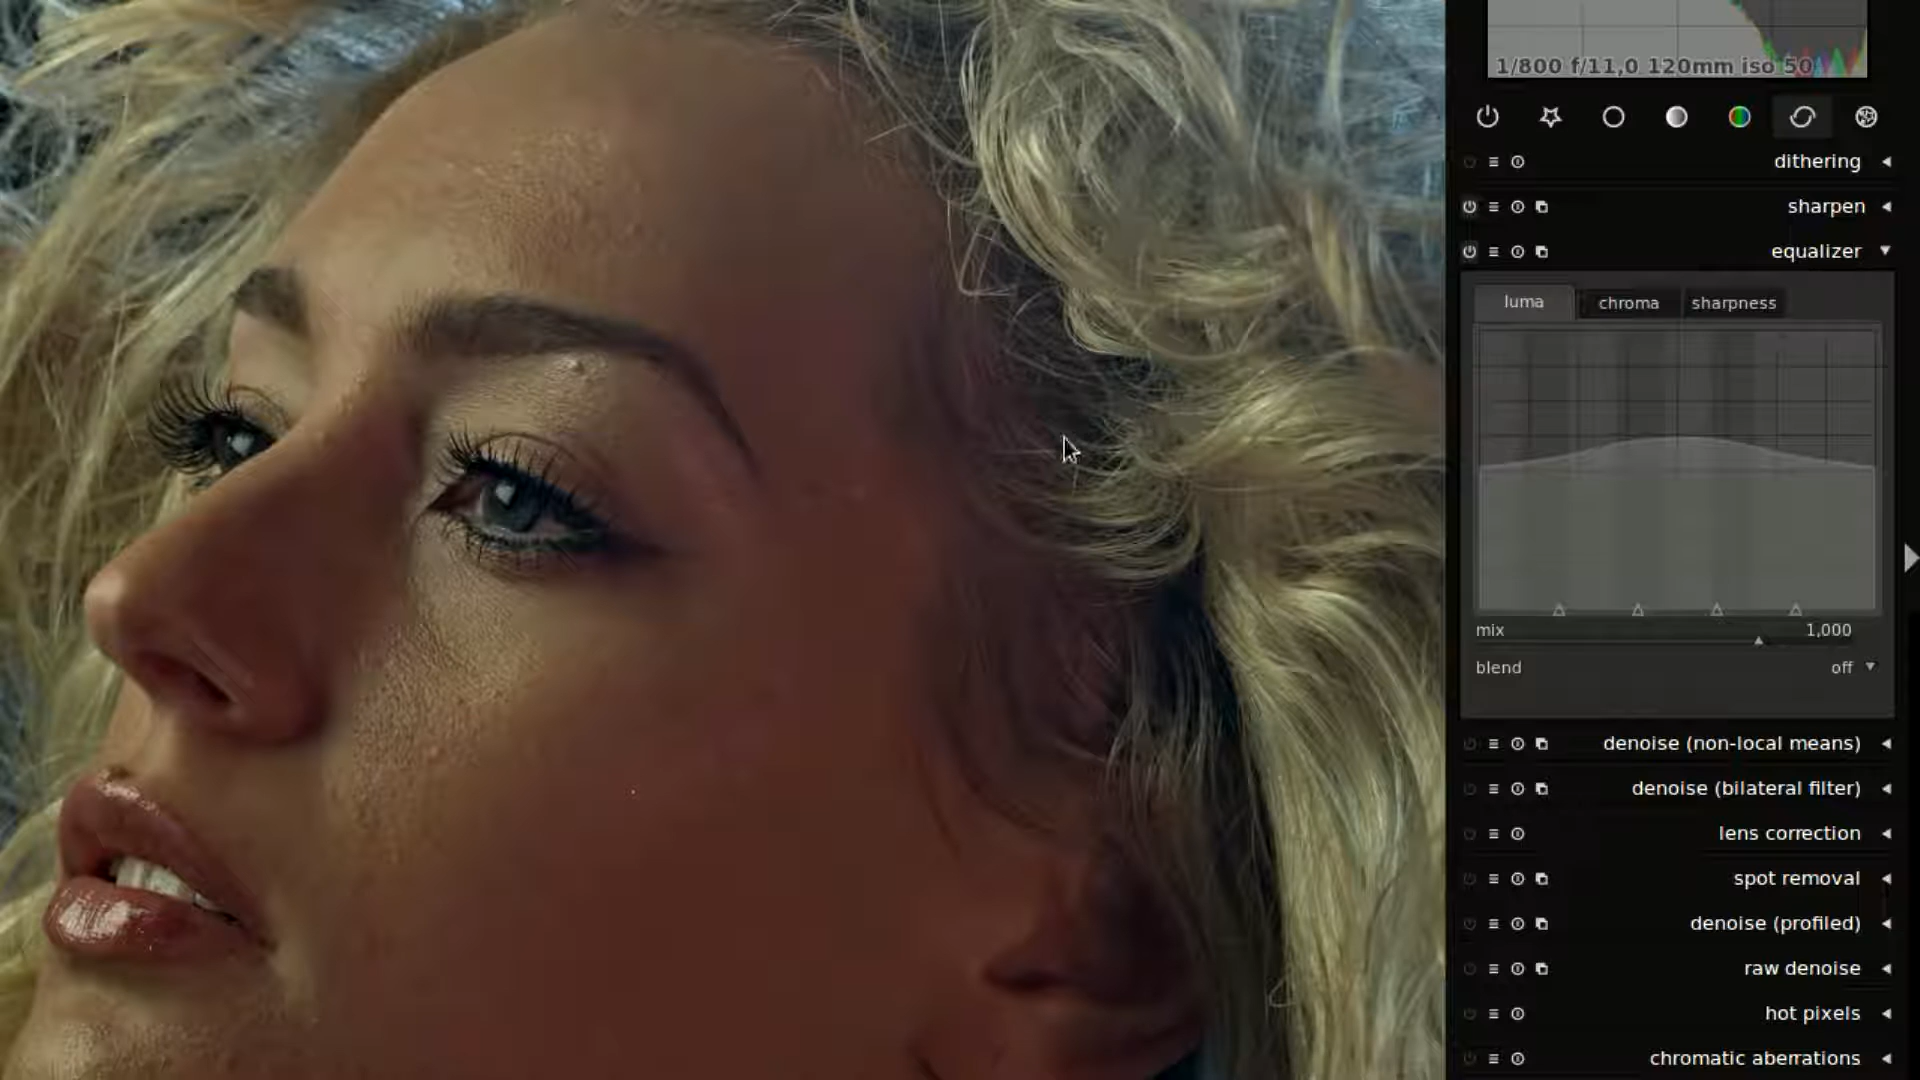 1/800 f/11,0 120mm iso 50
dithering
sharpen
equalizer
luma chroma sharpness
mix 1,000
blend off
denoise (non-local means)
denoise (bilateral filter)
lens correction
spot removal
denoise (profiled)
raw denoise
hot pixels
chromatic aberrations